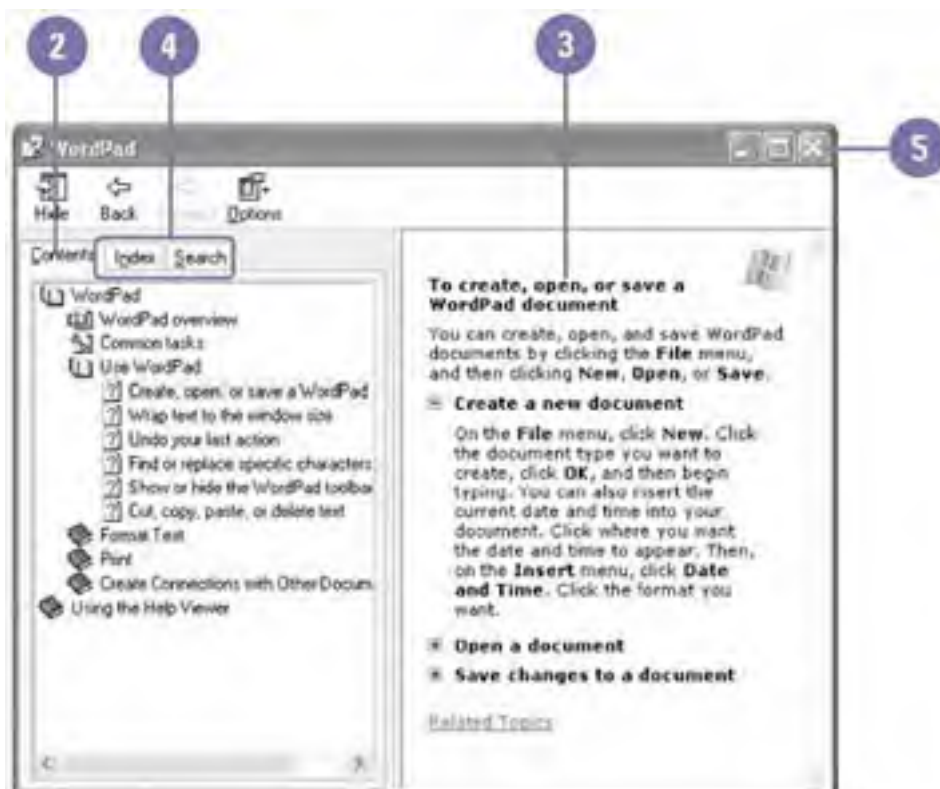 2 4 3
WordPad
5
Hide Back Options
Contents Index Search
WordPad
WordPad overview
Common tasks
Use WordPad
Create, open, or save a WordPad
Wrap text to the window size
Undo your last action
Find or replace specific characters
Show or hide the WordPad toolbar
Cut, copy, paste, or delete text
Format Text
Print
Create Connections with Other Docum
Using the Help Viewer
To create, open, or save a
WordPad document
You can create, open, and save WordPad
documents by clicking the File menu,
and then clicking New, Open, or Save.
Create a new document
On the File menu, click New. Click
the document type you want to
create, click OK, and then begin
typing. You can also insert the
current date and time into your
document. Click where you want
the date and time to appear. Then,
on the Insert menu, click Date
and Time. Click the format you
want.
Open a document
Save changes to a document
Related Topics